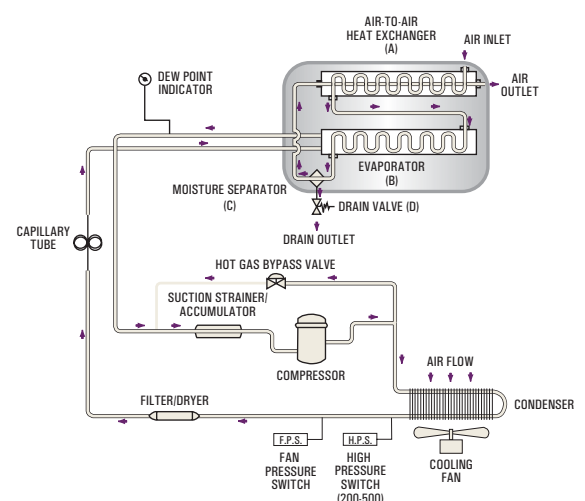 AIR-TO-AIR
HEAT EXCHANGER
(A)
AIR INLET
AIR
OUTLET
DEW POINT
INDICATOR
EVAPORATOR
(B)
MOISTURE SEPARATOR
(C)
DRAIN VALVE (D)
DRAIN OUTLET
CAPILLARY
TUBE
HOT GAS BYPASS VALVE
SUCTION STRAINER/
ACCUMULATOR
COMPRESSOR
AIR FLOW
CONDENSER
FILTER/DRYER
F.P.S.
H.P.S.
FAN
PRESSURE
SWITCH
HIGH
PRESSURE
SWITCH
(200-500)
COOLING
FAN